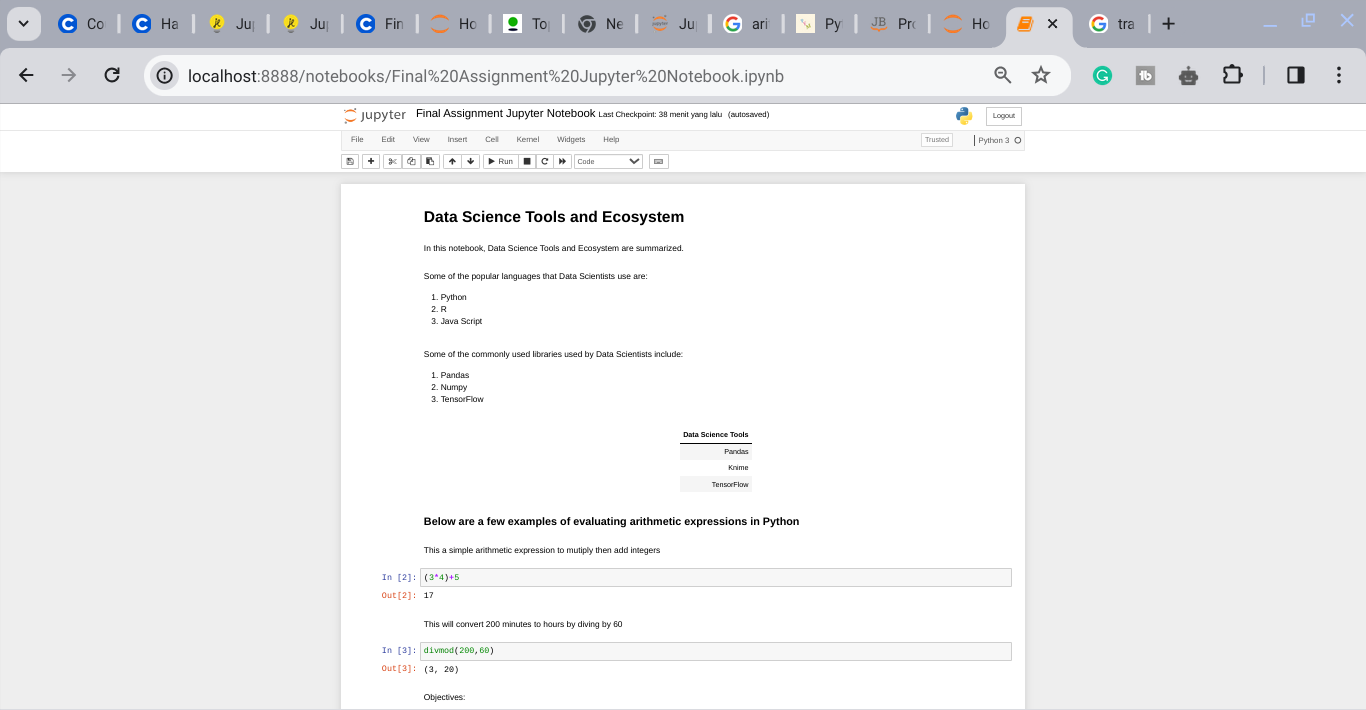 Co Ha Ju Ju Fin Ho To Ne Ju ari Py Pro Ho tra
localhost:8888/notebooks/Final%20Assignment%20Jupyter%20Notebook.ipynb
jupyter Final Assignment Jupyter Notebook Last Checkpoint: 38 menit yang lalu (autosaved) Logout
File Edit View Insert Cell Kernel Widgets Help Trusted Python 3
Run Code
Data Science Tools and Ecosystem
In this notebook, Data Science Tools and Ecosystem are summarized.
Some of the popular languages that Data Scientists use are:
1. Python
2. R
3. Java Script
Some of the commonly used libraries used by Data Scientists include:
1. Pandas
2. Numpy
3. TensorFlow
Data Science Tools
Pandas
Knime
TensorFlow
Below are a few examples of evaluating arithmetic expressions in Python
This a simple arithmetic expression to mutiply then add integers
In [2]: (3*4)+5
Out[2]: 17
This will convert 200 minutes to hours by diving by 60
In [3]: divmod(200,60)
Out[3]: (3, 20)
Objectives: